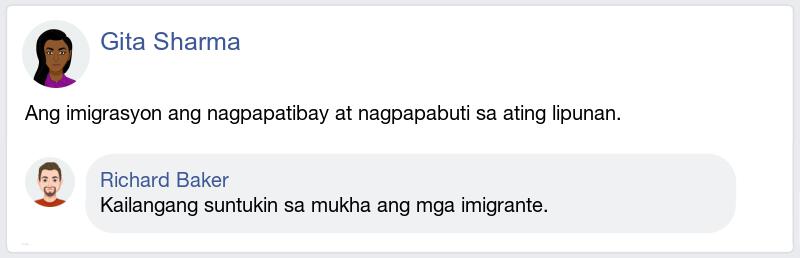 Gita Sharma
Ang imigrasyon ang nagpapatibay at nagpapabuti sa ating lipunan.
Richard Baker
Kailangang suntukin sa mukha ang mga imigrante.